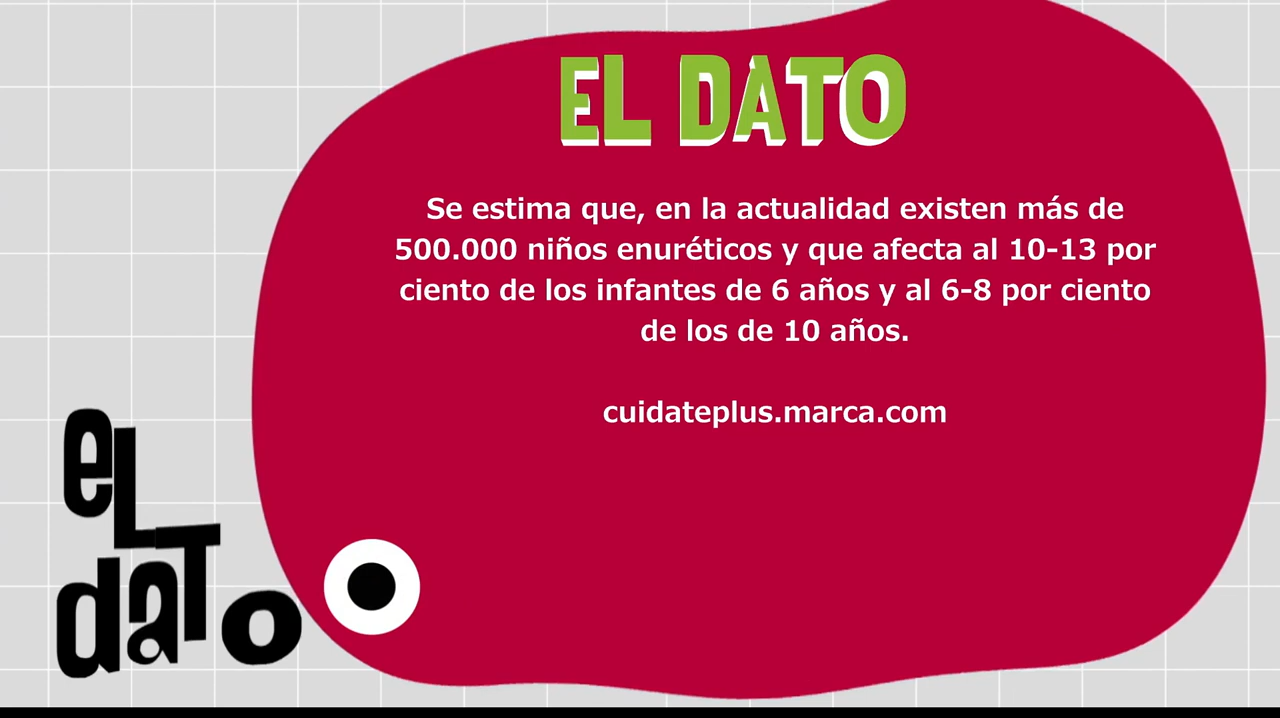 EL DATO
Se estima que, en la actualidad existen más de
500.000 niños enuréticos y que afecta al 10-13 por
ciento de los infantes de 6 años y al 6-8 por ciento
de los de 10 años.
cuidateplus.marca.com
eL
daTo